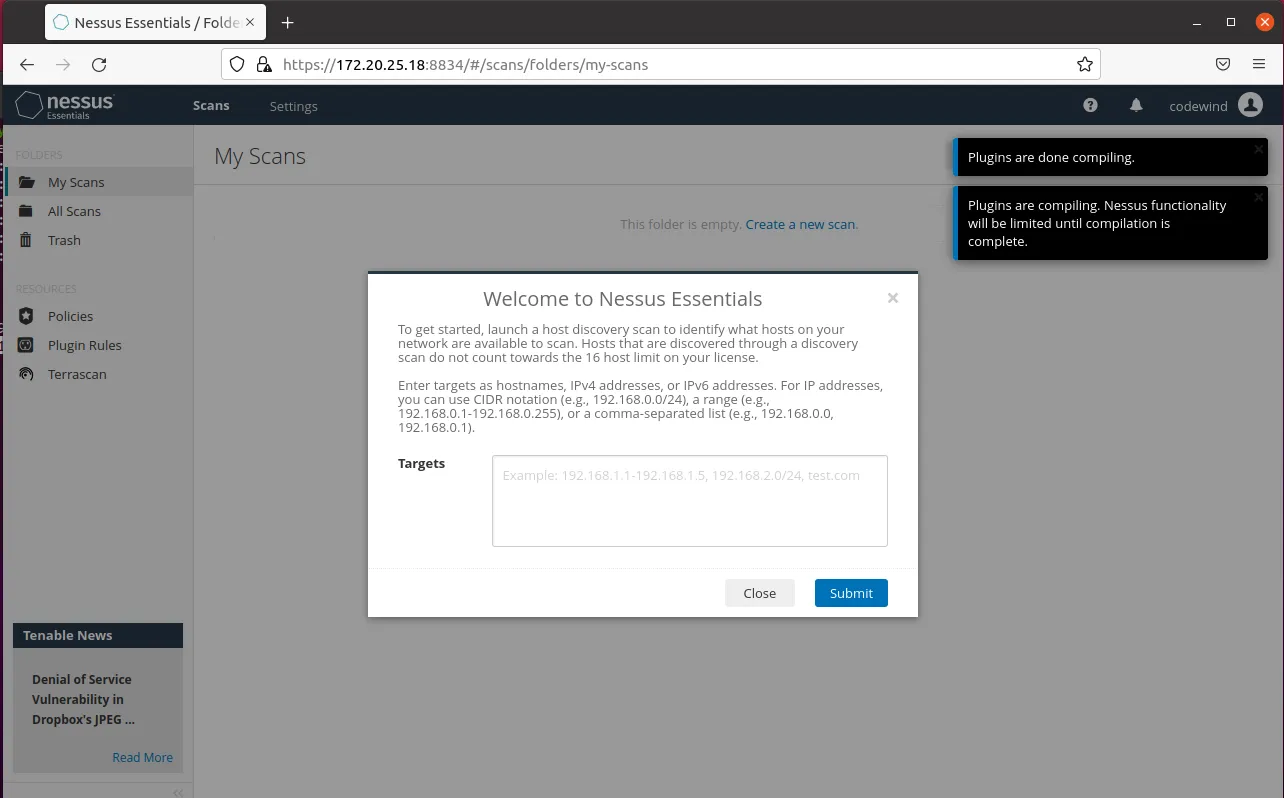 Nessus Essentials / Folde
https://172.20.25.18:8834/#/scans/folders/my-scans
nessus
Essentials
Scans
Settings
codewind
FOLDERS
My Scans
All Scans
Trash
RESOURCES
Policies
Plugin Rules
Terrascan
My Scans
This folder is empty. Create a new scan.
Plugins are done compiling.
Plugins are compiling. Nessus functionality
will be limited until compilation is
complete.
Welcome to Nessus Essentials
To get started, launch a host discovery scan to identify what hosts on your
network are available to scan. Hosts that are discovered through a discovery
scan do not count towards the 16 host limit on your license.
Enter targets as hostnames, IPv4 addresses, or IPv6 addresses. For IP addresses,
you can use CIDR notation (e.g., 192.168.0.0/24), a range (e.g.,
192.168.0.1-192.168.0.255), or a comma-separated list (e.g., 192.168.0.0,
192.168.0.1).
Targets
Example: 192.168.1.1-192.168.1.5, 192.168.2.0/24, test.com
Close
Submit
Tenable News
Denial of Service
Vulnerability in
Dropbox's JPEG ...
Read More